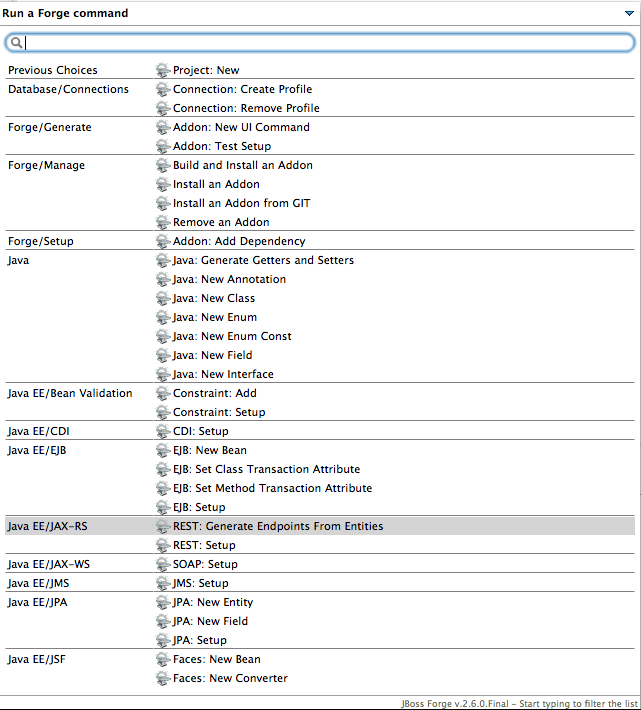 Run a Forge command
Previous Choices Project: New
Database/Connections Connection: Create Profile
Connection: Remove Profile
Forge/Generate Addon: New UI Command
Addon: Test Setup
Forge/Manage Build and Install an Addon
Install an Addon
Install an Addon from GIT
Remove an Addon
Forge/Setup Addon: Add Dependency
Java Java: Generate Getters and Setters
Java: New Annotation
Java: New Class
Java: New Enum
Java: New Enum Const
Java: New Field
Java: New Interface
Java EE/Bean Validation Constraint: Add
Constraint: Setup
Java EE/CDI CDI: Setup
Java EE/EJB EJB: New Bean
EJB: Set Class Transaction Attribute
EJB: Set Method Transaction Attribute
EJB: Setup
Java EE/JAX-RS REST: Generate Endpoints From Entities
REST: Setup
Java EE/JAX-WS SOAP: Setup
Java EE/JMS JMS: Setup
Java EE/JPA JPA: New Entity
JPA: New Field
JPA: Setup
Java EE/JSF Faces: New Bean
Faces: New Converter
JBoss Forge v.2.6.0.Final - Start typing to filter the list